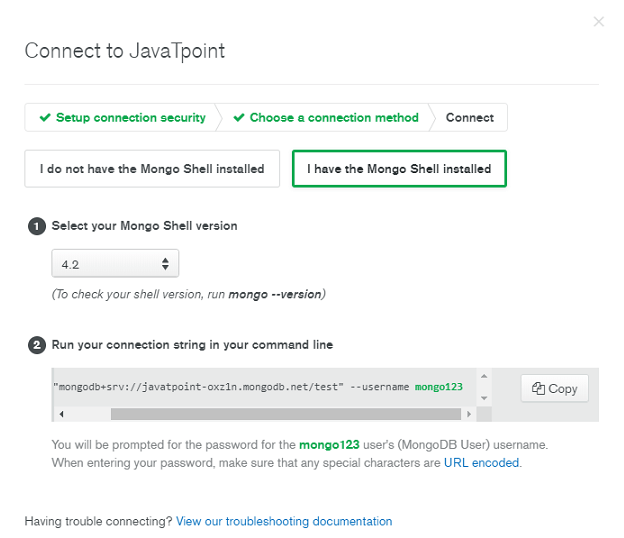 Connect to JavaTpoint
Setup connection security
Choose a connection method
Connect
I do not have the Mongo Shell installed
I have the Mongo Shell installed
1 Select your Mongo Shell version
4.2
(To check your shell version, run mongo --version)
2 Run your connection string in your command line
"mongodb+srv://javatpoint-oxz1n.mongodb.net/test" --username mongo123
Copy
You will be prompted for the password for the mongo123 user's (MongoDB User) username.
When entering your password, make sure that any special characters are URL encoded.
Having trouble connecting? View our troubleshooting documentation